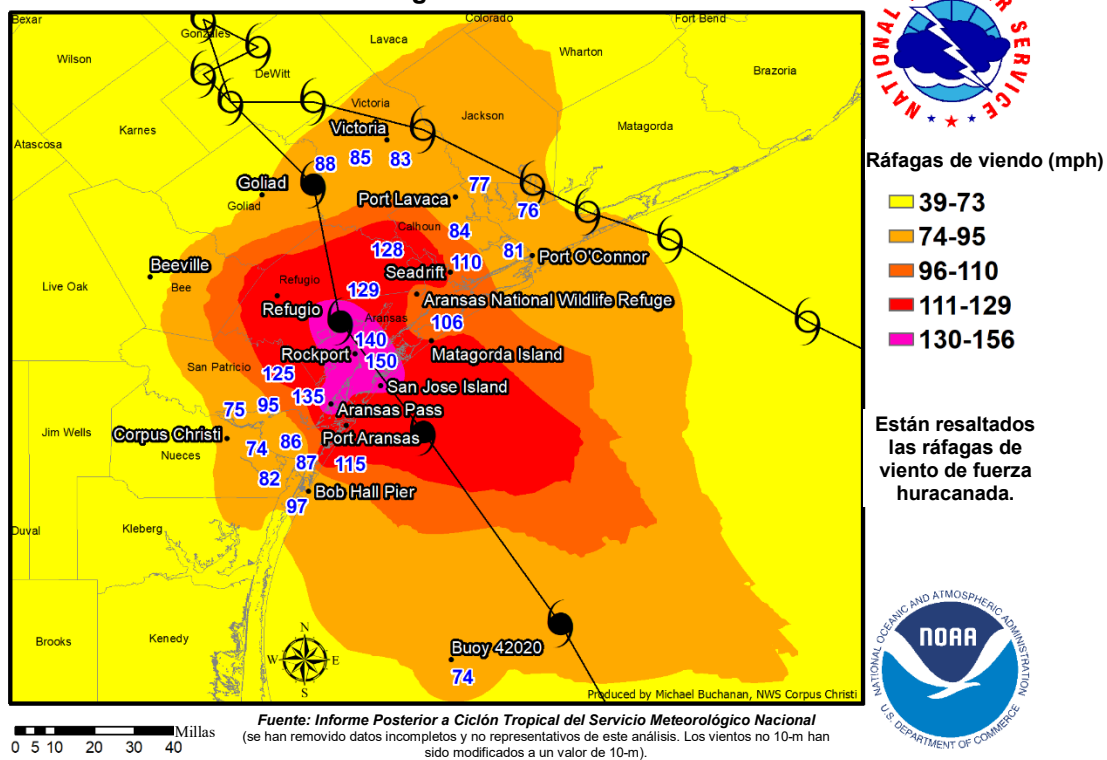 Bexar
Gonzales
Colorado
Fort Bend
Lavaca
Wharton
Wilson
DeWitt
Brazoria
Victoria
Jackson
Karnes
Matagorda
Atascosa
Victoria
88
85
83
Goliad
Goliad
77
Port Lavaca
76
Calhoun
84
128
81
Port O'Connor
110
Seadrift
Beeville
Bee
Live Oak
Refugio
129
Aransas National Wildlife Refuge
Refugio
Aransas
106
140
Matagorda Island
Rockport
150
San Patricio
125
San Jose Island
135
95
75
Aransas Pass
Jim Wells
Corpus Christi
Port Aransas
86
74
Nueces
87
115
82
Bob Hall Pier
97
Duval
Kleberg
Brooks
Kenedy
N
W
E
S
Buoy 42020
74
Produced by Michael Buchanan, NWS Corpus Christi
NATIONAL
SERVICE
Ráfagas de viendo (mph)
39-73
74-95
96-110
111-129
130-156
Están resaltados
las ráfagas de
viento de fuerza
huracanada.
NATIONAL OCEANIC AND ATMOSPHERIC ADMINISTRATION
NOAA
U.S. DEPARTMENT OF COMMERCE
Millas
0 5 10 20 30 40
Fuente: Informe Posterior a Ciclón Tropical del Servicio Meteorológico Nacional
(se han removido datos incompletos y no representativos de este análisis. Los vientos no 10-m han
sido modificados a un valor de 10-m).